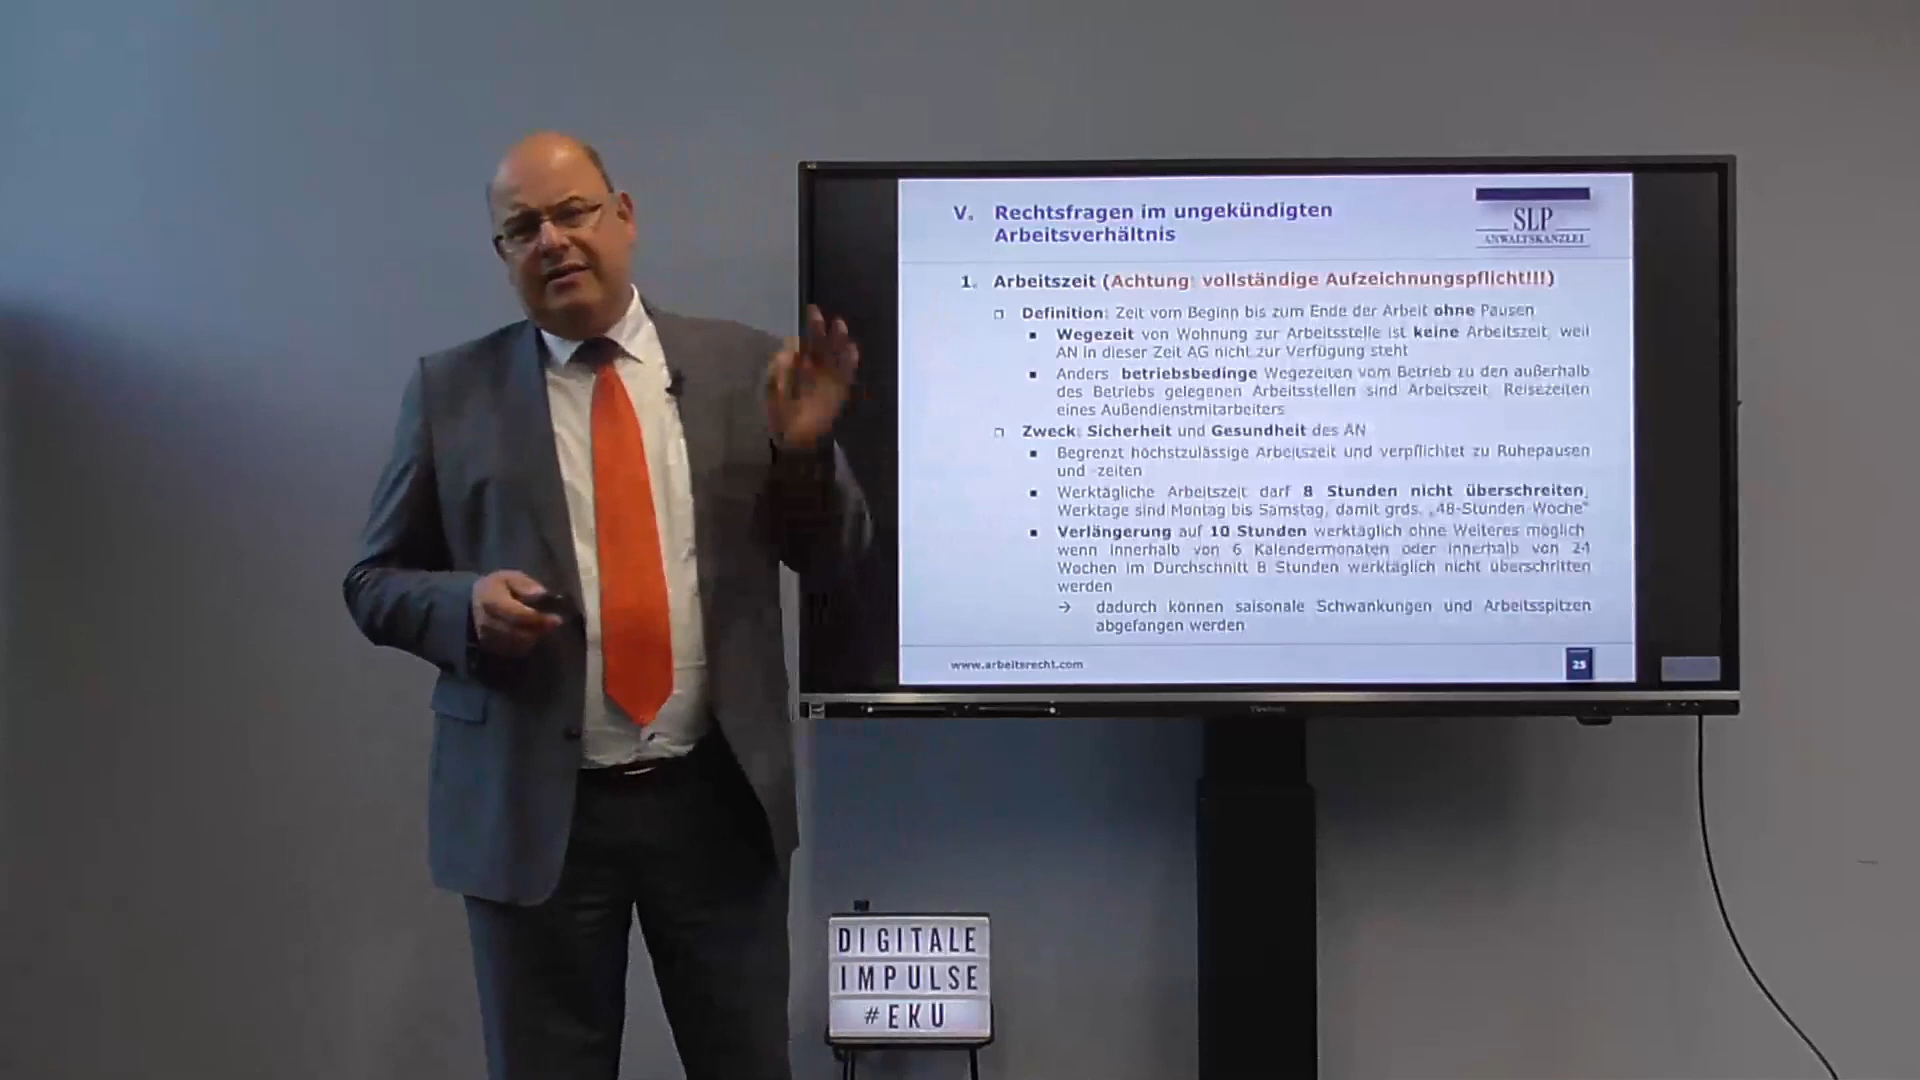 V. Rechtsfragen im ungekündigten
Arbeitsverhältnis
SLP
ANWALTSKANZLEI
1. Arbeitszeit (Achtung: vollständige Aufzeichnungspflicht!!!)
Definition: Zeit vom Beginn bis zum Ende der Arbeit ohne Pausen
Wegezeit von Wohnung zur Arbeitsstelle ist keine Arbeitszeit, weil
AN in dieser Zeit AG nicht zur Verfügung steht
Anders: betriebsbedinge Wegezeiten vom Betrieb zu den außerhalb
des Betriebs gelegenen Arbeitsstellen sind Arbeitszeit, Reisezeiten
eines Außendienstmitarbeiters
Zweck: Sicherheit und Gesundheit des AN
Begrenzt höchstzulässige Arbeitszeit und verpflichtet zu Ruhepausen
und -zeiten
Werktägliche Arbeitszeit darf 8 Stunden nicht überschreiten,
Werktage sind Montag bis Samstag, damit grds. „48-Stunden-Woche“
Verlängerung auf 10 Stunden werktäglich ohne Weiteres möglich,
wenn innerhalb von 6 Kalendermonaten oder innerhalb von 24
Wochen im Durchschnitt 8 Stunden werktäglich nicht überschritten
werden
→ dadurch können saisonale Schwankungen und Arbeitsspitzen
abgefangen werden
www.arbeitsrecht.com
25
DIGITALE
IMPULSE
#EKU